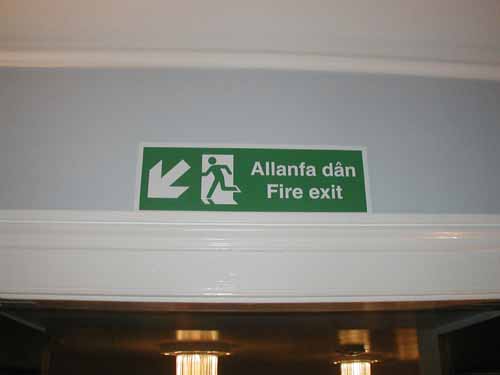 Allanfa dân
Fire exit